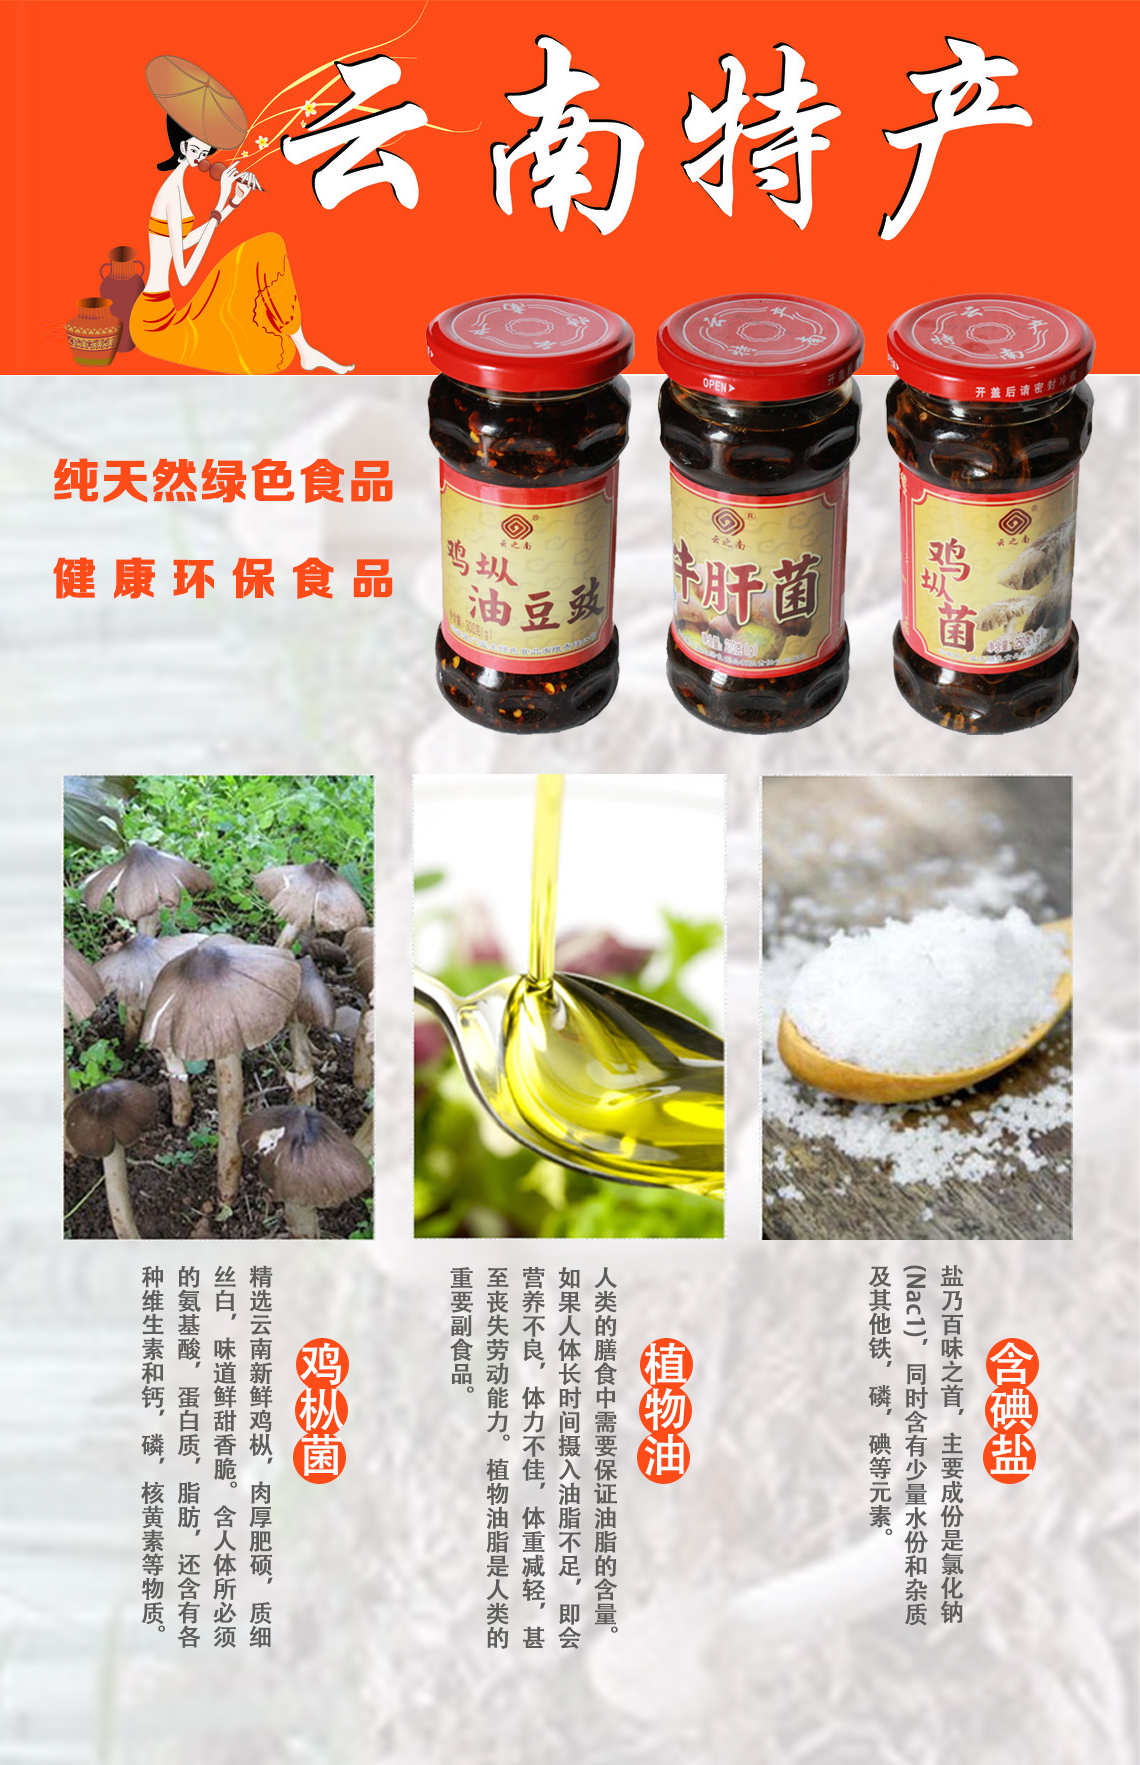 云南特产
纯天然绿色食品
健康环保食品
OPEN
开盖后请密封冷藏
云之南
鸡枞
油豆豉
云之南
牛肝菌
云之南
鸡枞菌
鸡枞菌
精选云南新鲜鸡枞，肉厚肥硕，质细
丝白，味道鲜甜香脆。含人体所必须
的氨基酸，蛋白质，脂肪，还含有各
种维生素和钙，磷，核黄素等物质。
植物油
人类的膳食中需要保证油脂的含量。
如果人体长时间摄入油脂不足，即会
营养不良，体力不佳，体重减轻，甚
至丧失劳动能力。植物油脂是人类的
重要副食品。
含碘盐
盐乃百味之首，主要成份是氯化钠
(Nac1)，同时含有少量水份和杂质
及其他铁，磷，碘等元素。